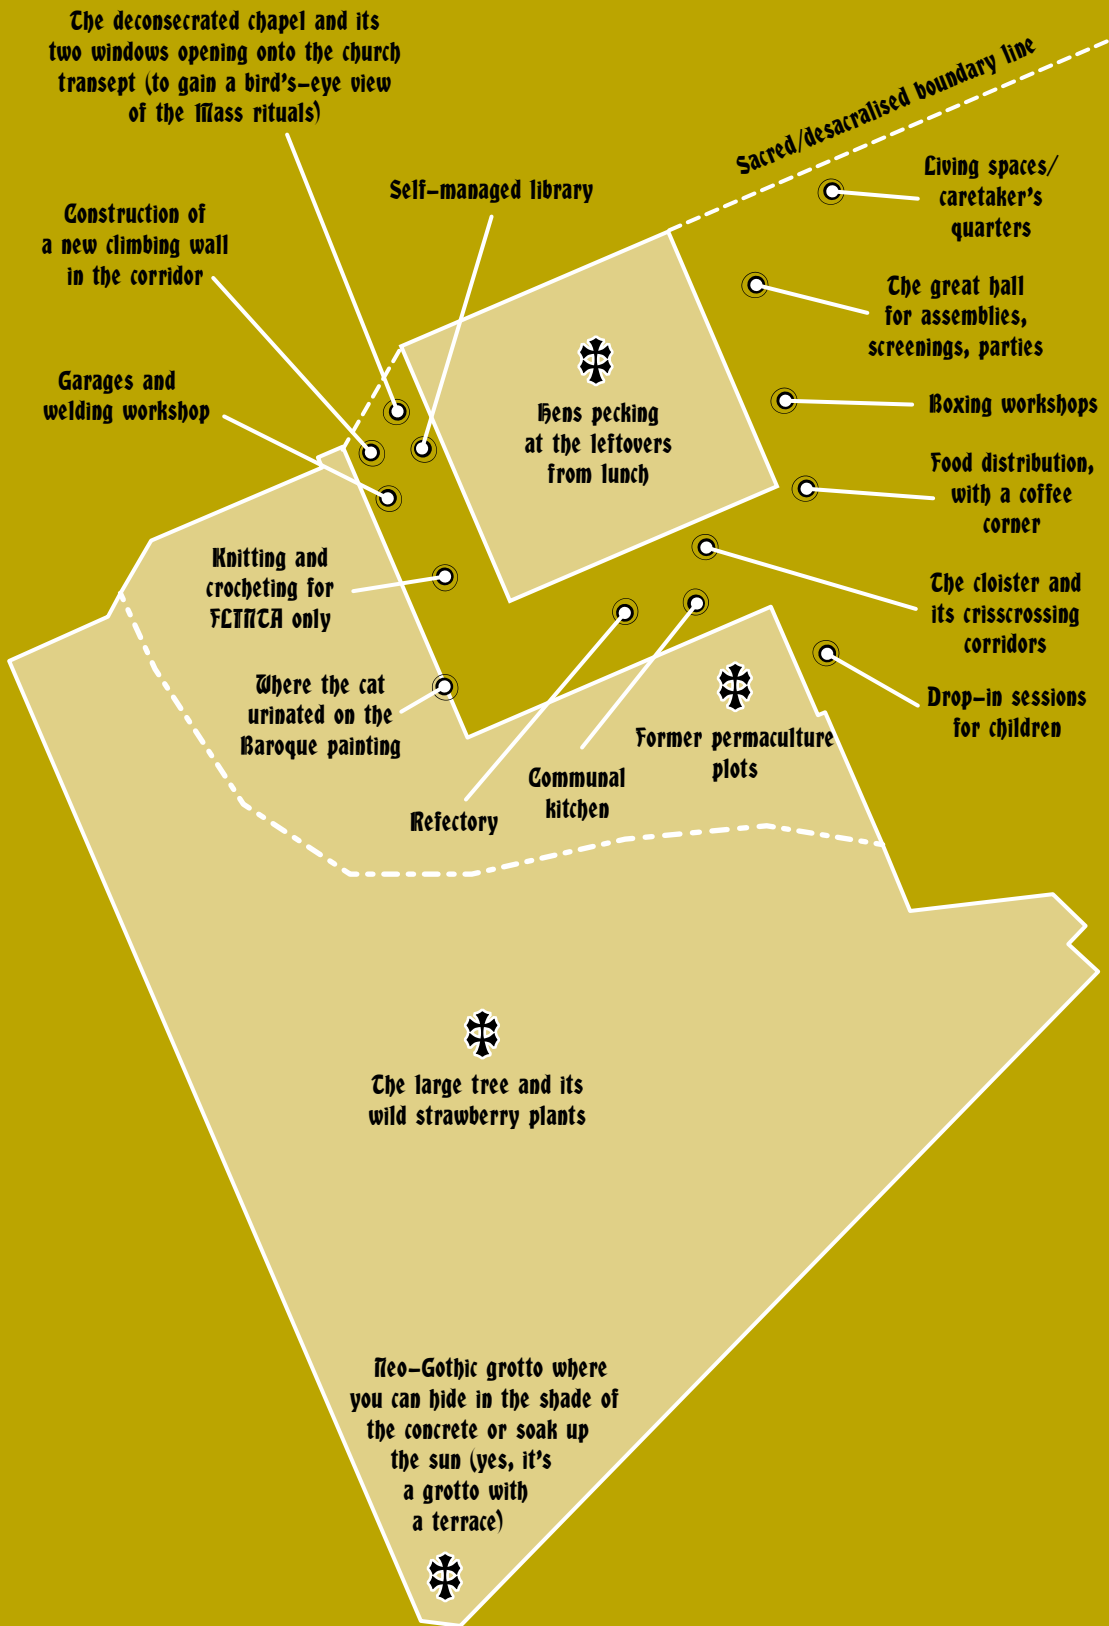 The deconsecrated chapel and its
two windows opening onto the church
transept (to gain a bird's-eye view
of the Mass rituals)
Sacred/desacralised boundary line
Living spaces/
caretaker's
quarters
Self-managed library
Construction of
a new climbing wall
in the corridor
The great hall
for assemblies,
screenings, parties
Garages and
welding workshop
Hens pecking
at the leftovers
from lunch
Boxing workshops
Food distribution,
with a coffee
corner
Knitting and
crocheting for
FLINTA only
The cloister and
its crisscrossing
corridors
Where the cat
urinated on the
Baroque painting
Drop-in sessions
for children
Former permaculture
plots
Communal
kitchen
Refectory
The large tree and its
wild strawberry plants
Neo-Gothic grotto where
you can hide in the shade of
the concrete or soak up
the sun (yes, it's
a grotto with
a terrace)